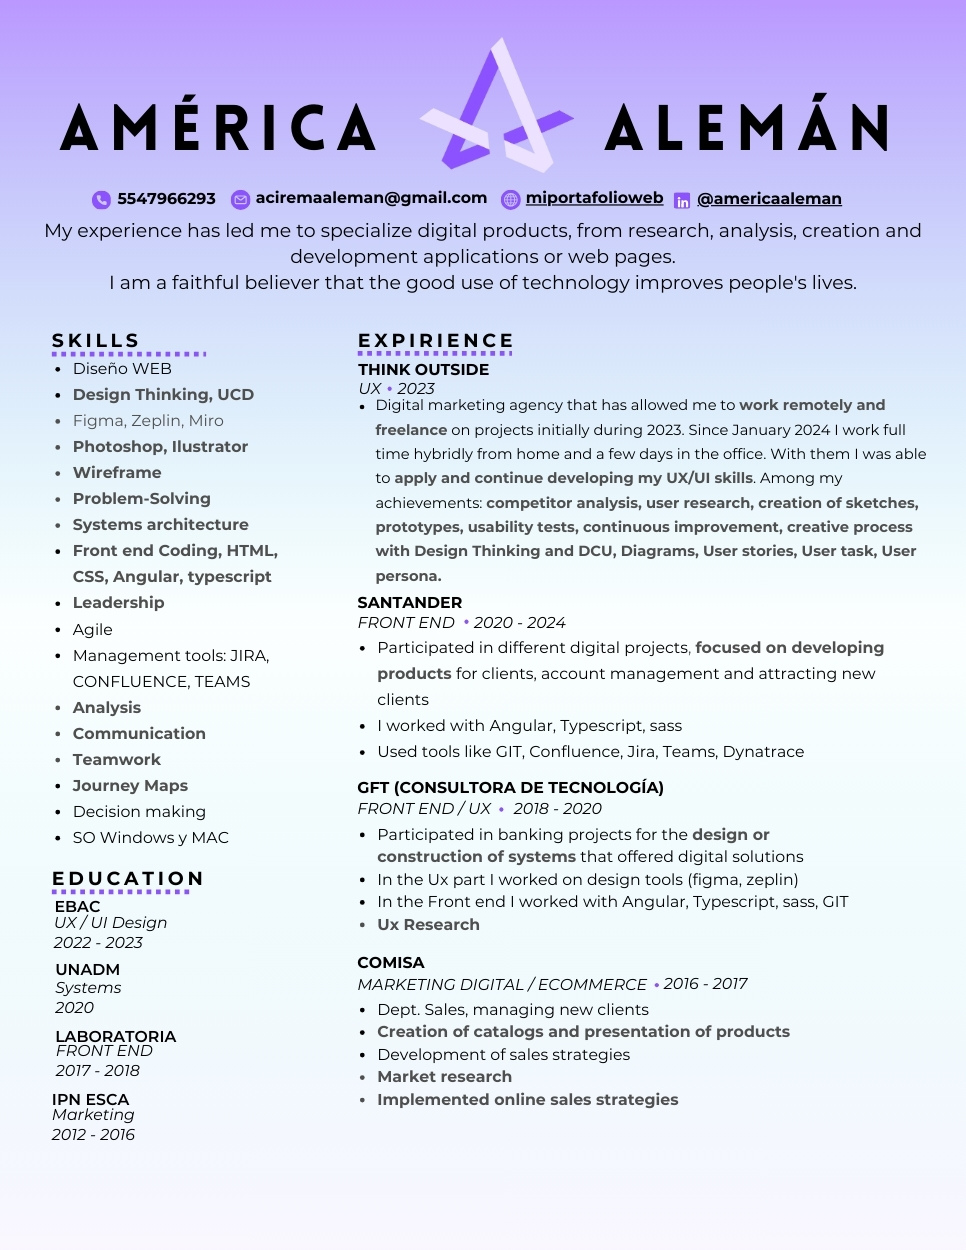 AMÉRICA ALEMÁN
5547966293 aciremaaleman@gmail.com miportafolioweb @americaaleman
My experience has led me to specialize digital products, from research, analysis, creation and
development applications or web pages.
I am a faithful believer that the good use of technology improves people's lives.
SKILLS
• Diseño WEB
• Design Thinking, UCD
• Figma, Zeplin, Miro
• Photoshop, Ilustrator
• Wireframe
• Problem-Solving
• Systems architecture
• Front end Coding, HTML,
CSS, Angular, typescript
• Leadership
• Agile
• Management tools: JIRA,
CONFLUENCE, TEAMS
• Analysis
• Communication
• Teamwork
• Journey Maps
• Decision making
• SO Windows y MAC
EDUCATION
EBAC
UX / UI Design
2022 - 2023
UNADM
Systems
2020
LABORATORIA
FRONT END
2017 - 2018
IPN ESCA
Marketing
2012 - 2016
EXPIRIENCE
THINK OUTSIDE
UX • 2023
• Digital marketing agency that has allowed me to work remotely and
freelance on projects initially during 2023. Since January 2024 I work full
time hybridly from home and a few days in the office. With them I was able
to apply and continue developing my UX/UI skills. Among my
achievements: competitor analysis, user research, creation of sketches,
prototypes, usability tests, continuous improvement, creative process
with Design Thinking and DCU, Diagrams, User stories, User task, User
persona.
SANTANDER
FRONT END • 2020 - 2024
• Participated in different digital projects, focused on developing
products for clients, account management and attracting new
clients
• I worked with Angular, Typescript, sass
• Used tools like GIT, Confluence, Jira, Teams, Dynatrace
GFT (CONSULTORA DE TECNOLOGÍA)
FRONT END / UX • 2018 - 2020
• Participated in banking projects for the design or
construction of systems that offered digital solutions
• In the Ux part I worked on design tools (figma, zeplin)
• In the Front end I worked with Angular, Typescript, sass, GIT
• Ux Research
COMISA
MARKETING DIGITAL / ECOMMERCE • 2016 - 2017
• Dept. Sales, managing new clients
• Creation of catalogs and presentation of products
• Development of sales strategies
• Market research
• Implemented online sales strategies